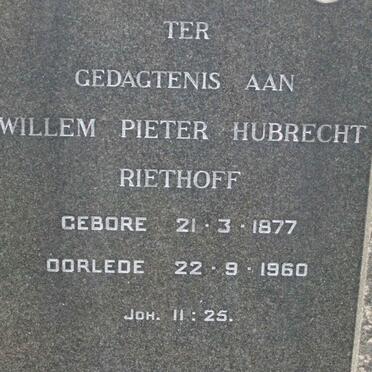 TER
GEDAGTENIS AAN
WILLEM PIETER HUBRECHT
RIETHOFF
GEBORE 21·3·1877
OORLEDE 22·9·1960
JOH. 11:25.